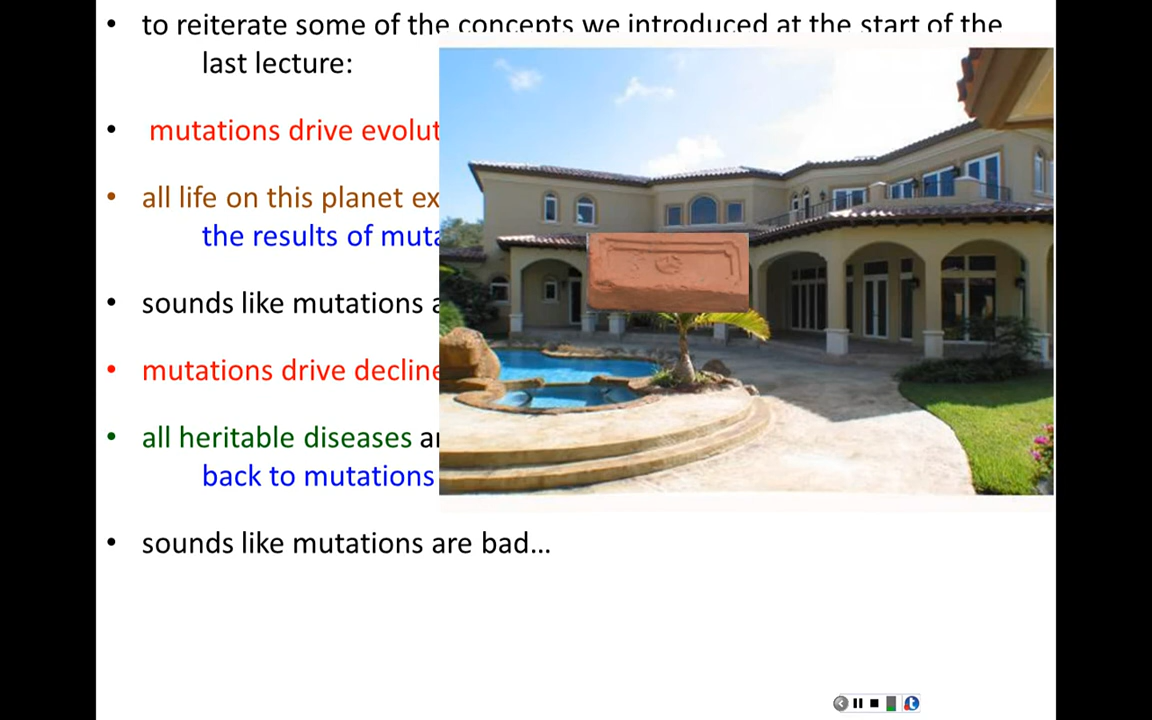 • to reiterate some of the concepts we introduced at the start of the
last lecture:
• mutations drive evolut
• all life on this planet ex
the results of muta
• sounds like mutations a
• mutations drive decline
• all heritable diseases ar
back to mutations
• sounds like mutations are bad...